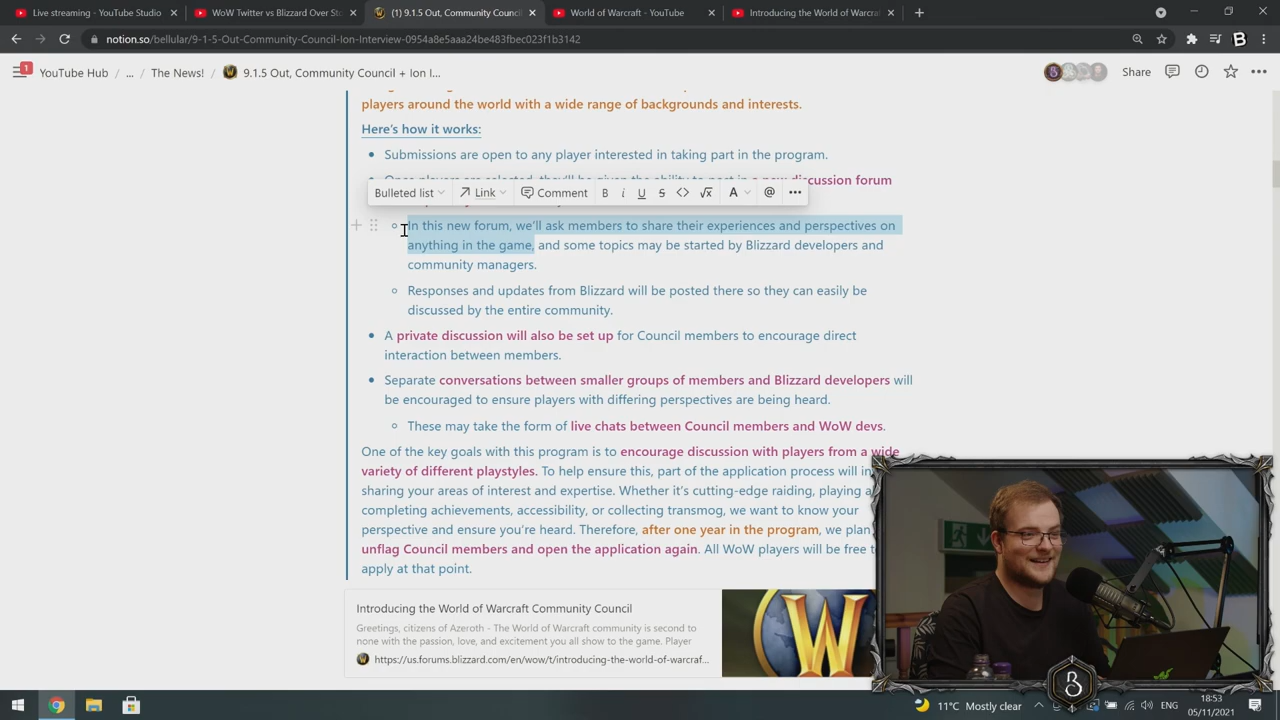 Live streaming - YouTube Studio
WoW Twitter vs Blizzard Over St
(1) 9.1.5 Out, Community Council
World of Warcraft - YouTube
Introducing the World of Warcraft
notion.so/bellular/9-1-5-Out-Community-Council-Ion-Interview-0954a8e5aaa24be483fbec023f1b3142
1
YouTube Hub / ... / The News! / 9.1.5 Out, Community Council + Ion I...
Share
players around the world with a wide range of backgrounds and interests.
Here's how it works:
Submissions are open to any player interested in taking part in the program.
new discussion forum
Bulleted list Link Comment B i U S <> √x A @ •••
In this new forum, we'll ask members to share their experiences and perspectives on
anything in the game, and some topics may be started by Blizzard developers and
community managers.
Responses and updates from Blizzard will be posted there so they can easily be
discussed by the entire community.
A private discussion will also be set up for Council members to encourage direct
interaction between members.
Separate conversations between smaller groups of members and Blizzard developers will
be encouraged to ensure players with differing perspectives are being heard.
These may take the form of live chats between Council members and WoW devs.
One of the key goals with this program is to encourage discussion with players from a wide
variety of different playstyles. To help ensure this, part of the application process will in
sharing your areas of interest and expertise. Whether it's cutting-edge raiding, playing a
completing achievements, accessibility, or collecting transmog, we want to know your
perspective and ensure you're heard. Therefore, after one year in the program, we plan
unflag Council members and open the application again. All WoW players will be free t
apply at that point.
Introducing the World of Warcraft Community Council
Greetings, citizens of Azeroth - The World of Warcraft community is second to
none with the passion, love, and excitement you all show to the game. Player
https://us.forums.blizzard.com/en/wow/t/introducing-the-world-of-warcraf...
W
B
11°C Mostly clear
ENG
18:53
05/11/2021